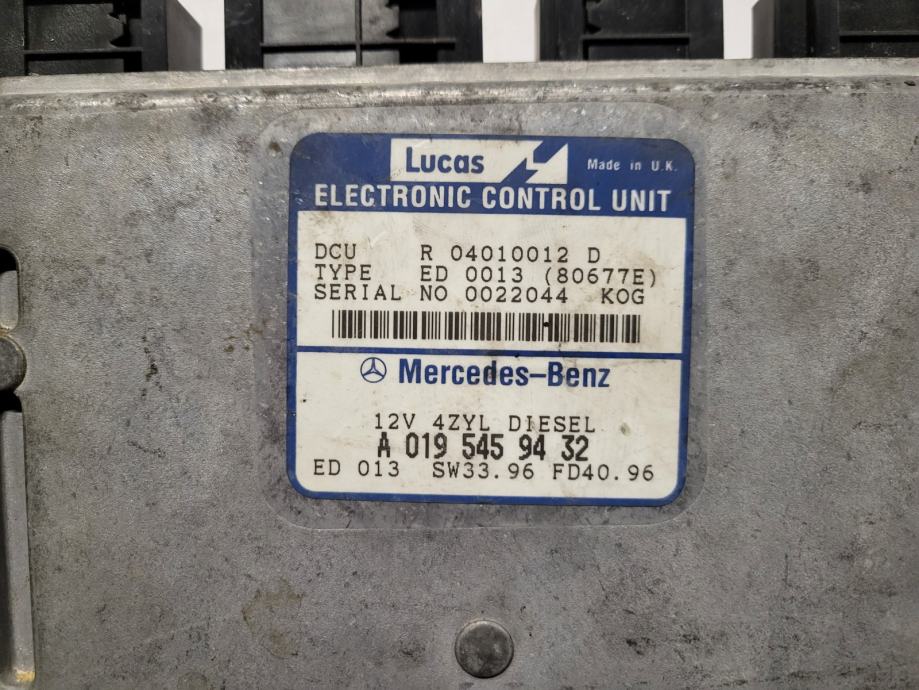 Lucas
Made in U.K.
ELECTRONIC CONTROL UNIT
DCU R 04010012 D
TYPE ED 0013 (80677E)
SERIAL NO 0022044 KOG
Mercedes-Benz
12V 4ZYL DIESEL
A 019 545 94 32
ED 013 SW33.96 FD40.96